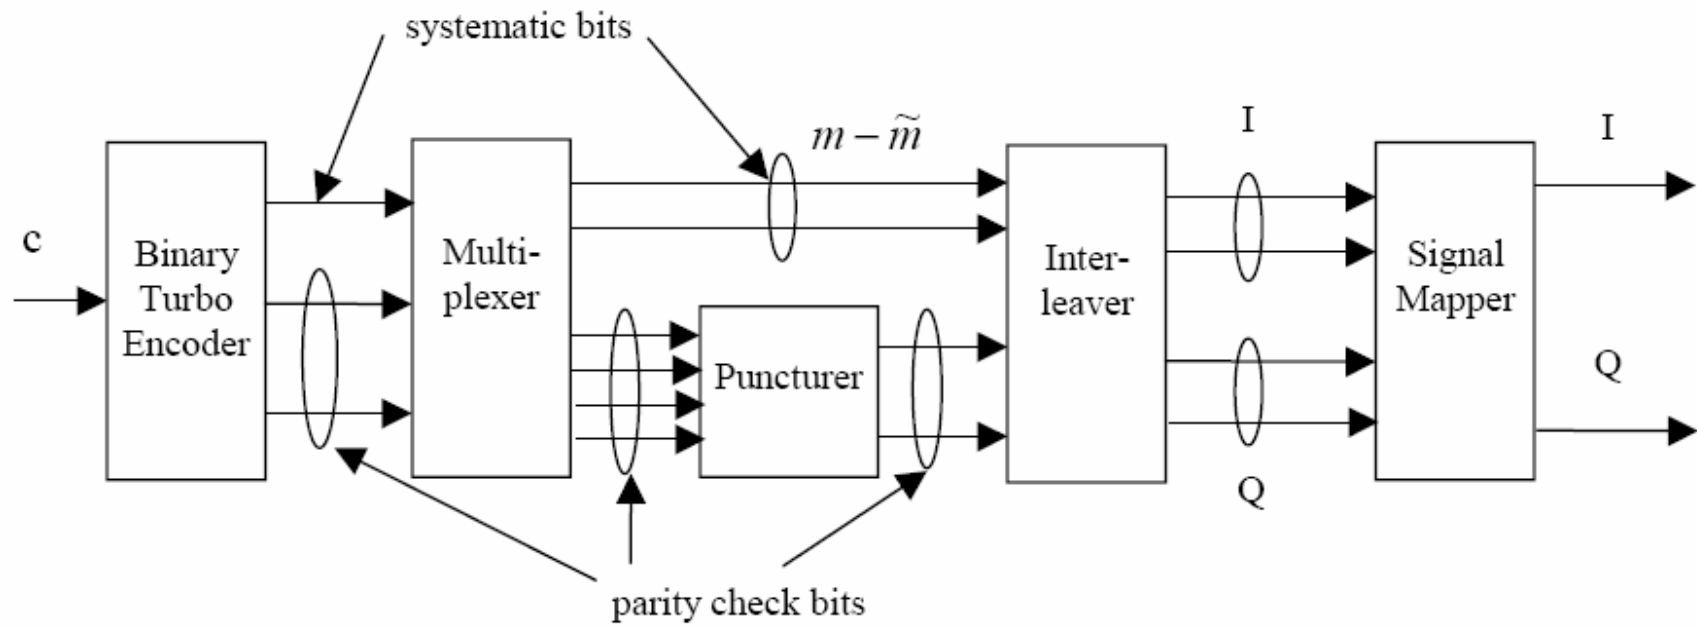 systematic bits
m − m̃
I
I
c
Binary
Turbo
Encoder
Multi-
plexer
Puncturer
Inter-
leaver
Signal
Mapper
Q
Q
parity check bits